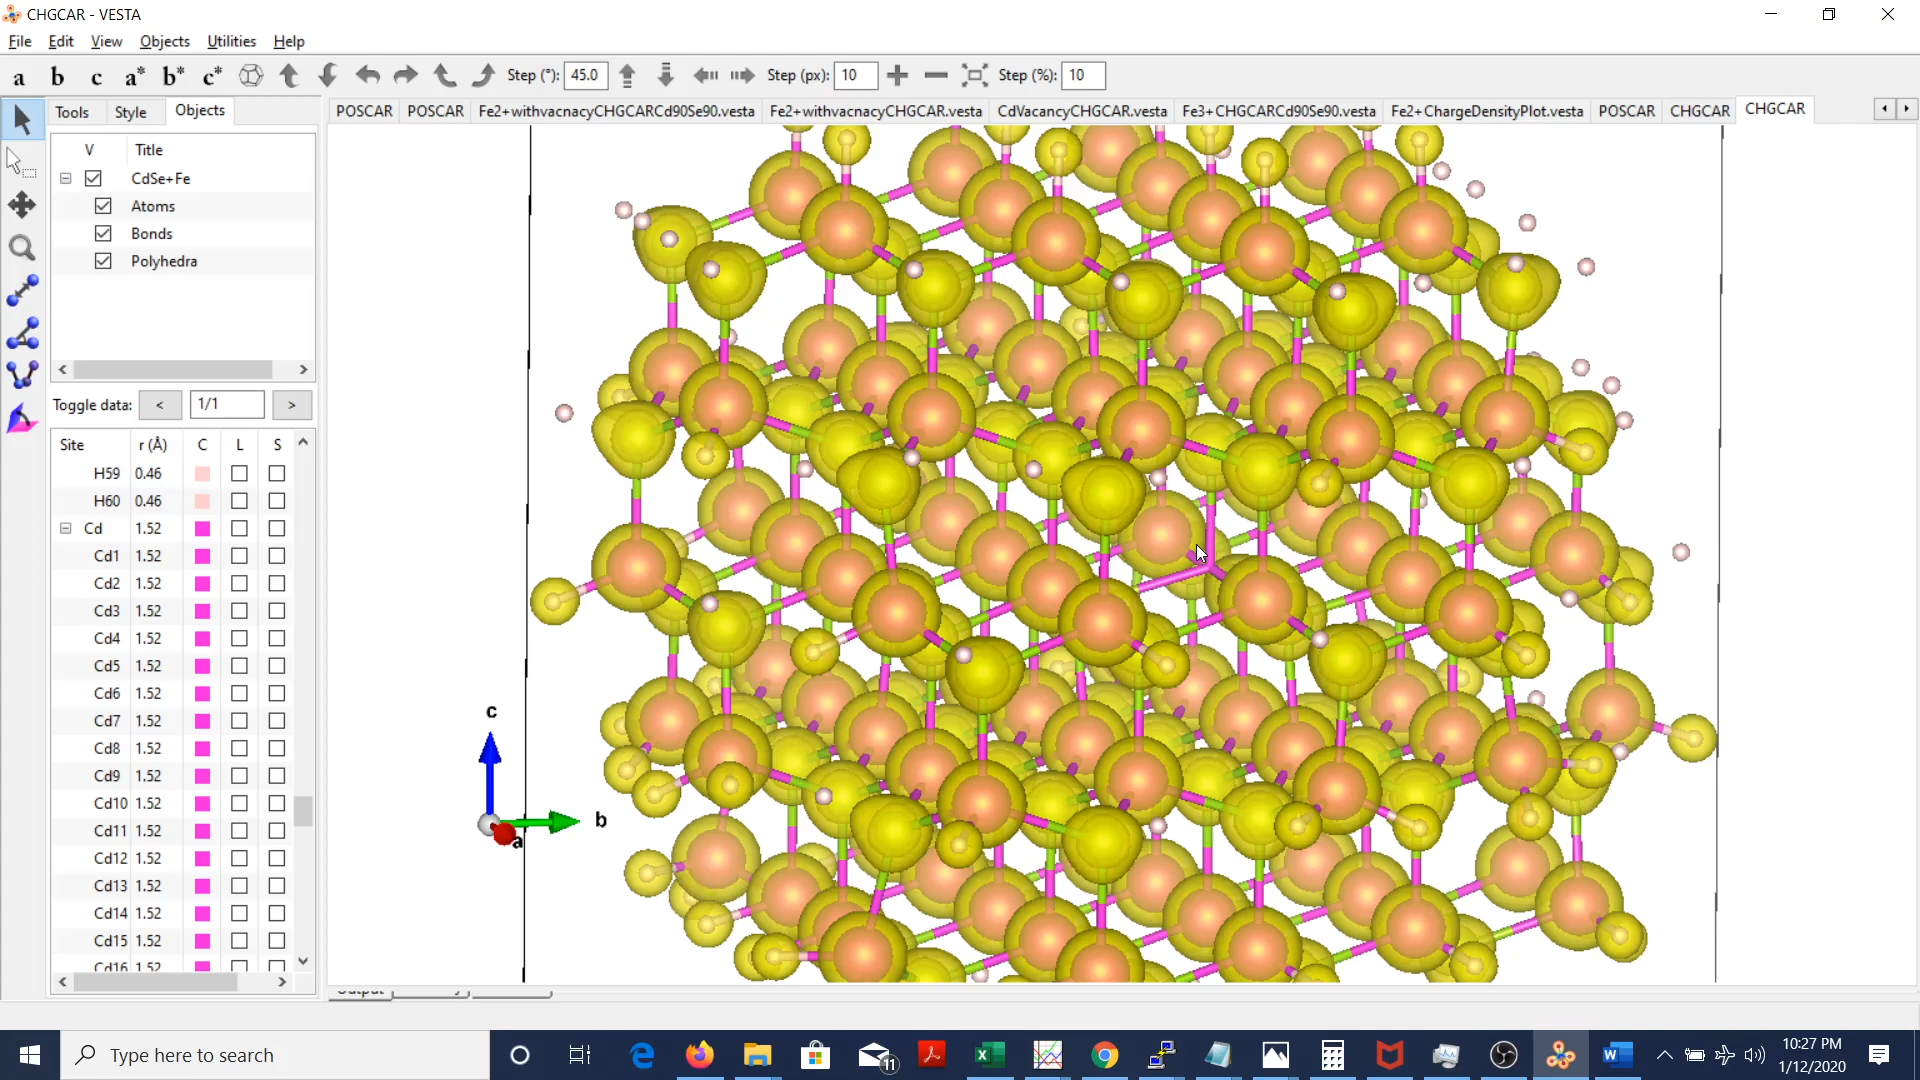 CHGCAR - VESTA
File Edit View Objects Utilities Help
a b c a* b* c* Step (°): 45.0 Step (px): 10 Step (%): 10
Tools Style Objects
POSCAR POSCAR Fe2+withvacnacyCHGCARCd90Se90.vesta Fe2+withvacnacyCHGCAR.vesta CdVacancyCHGCAR.vesta Fe3+CHGCARCd90Se90.vesta Fe2+ChargeDensityPlot.vesta POSCAR CHGCAR CHGCAR
V Title
CdSe+Fe
Atoms
Bonds
Polyhedra
Toggle data: < 1/1 >
Site r (Å) C L S
H59 0.46
H60 0.46
Cd 1.52
Cd1 1.52
Cd2 1.52
Cd3 1.52
Cd4 1.52
Cd5 1.52
Cd6 1.52
Cd7 1.52
Cd8 1.52
Cd9 1.52
Cd10 1.52
Cd11 1.52
Cd12 1.52
Cd13 1.52
Cd14 1.52
Cd15 1.52
Cd16 1.52
c
b
a
Output
Type here to search
11
10:27 PM
1/12/2020